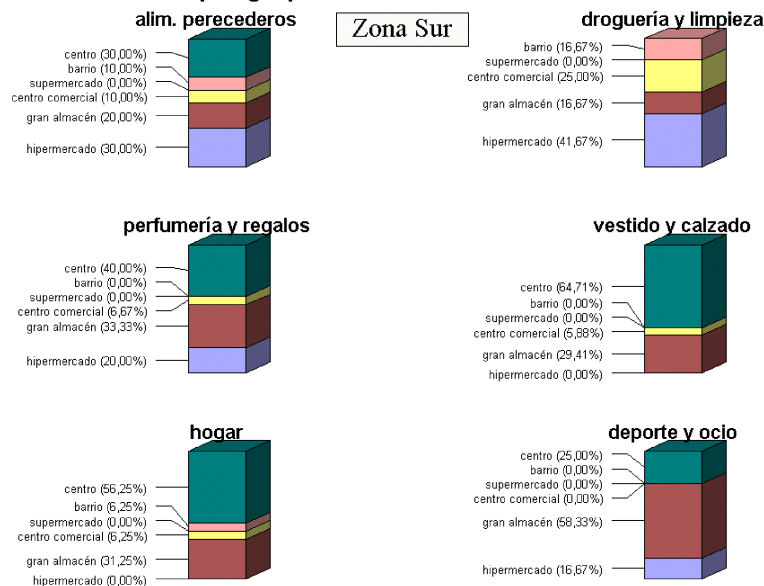 alim. perecederos
centro (30,00%)
barrio (10,00%)
supermercado (0,00%)
centro comercial (10,00%)
gran almacén (20,00%)
hipermercado (30,00%)
Zona Sur
droguería y limpieza
barrio (16,67%)
supermercado (0,00%)
centro comercial (25,00%)
gran almacén (16,67%)
hipermercado (41,67%)
perfumería y regalos
centro (40,00%)
barrio (0,00%)
supermercado (0,00%)
centro comercial (6,67%)
gran almacén (33,33%)
hipermercado (20,00%)
vestido y calzado
centro (64,71%)
barrio (0,00%)
supermercado (0,00%)
centro comercial (5,88%)
gran almacén (29,41%)
hipermercado (0,00%)
hogar
centro (56,25%)
barrio (6,25%)
supermercado (0,00%)
centro comercial (6,25%)
gran almacén (31,25%)
hipermercado (0,00%)
deporte y ocio
centro (25,00%)
barrio (0,00%)
supermercado (0,00%)
centro comercial (0,00%)
gran almacén (58,33%)
hipermercado (16,67%)